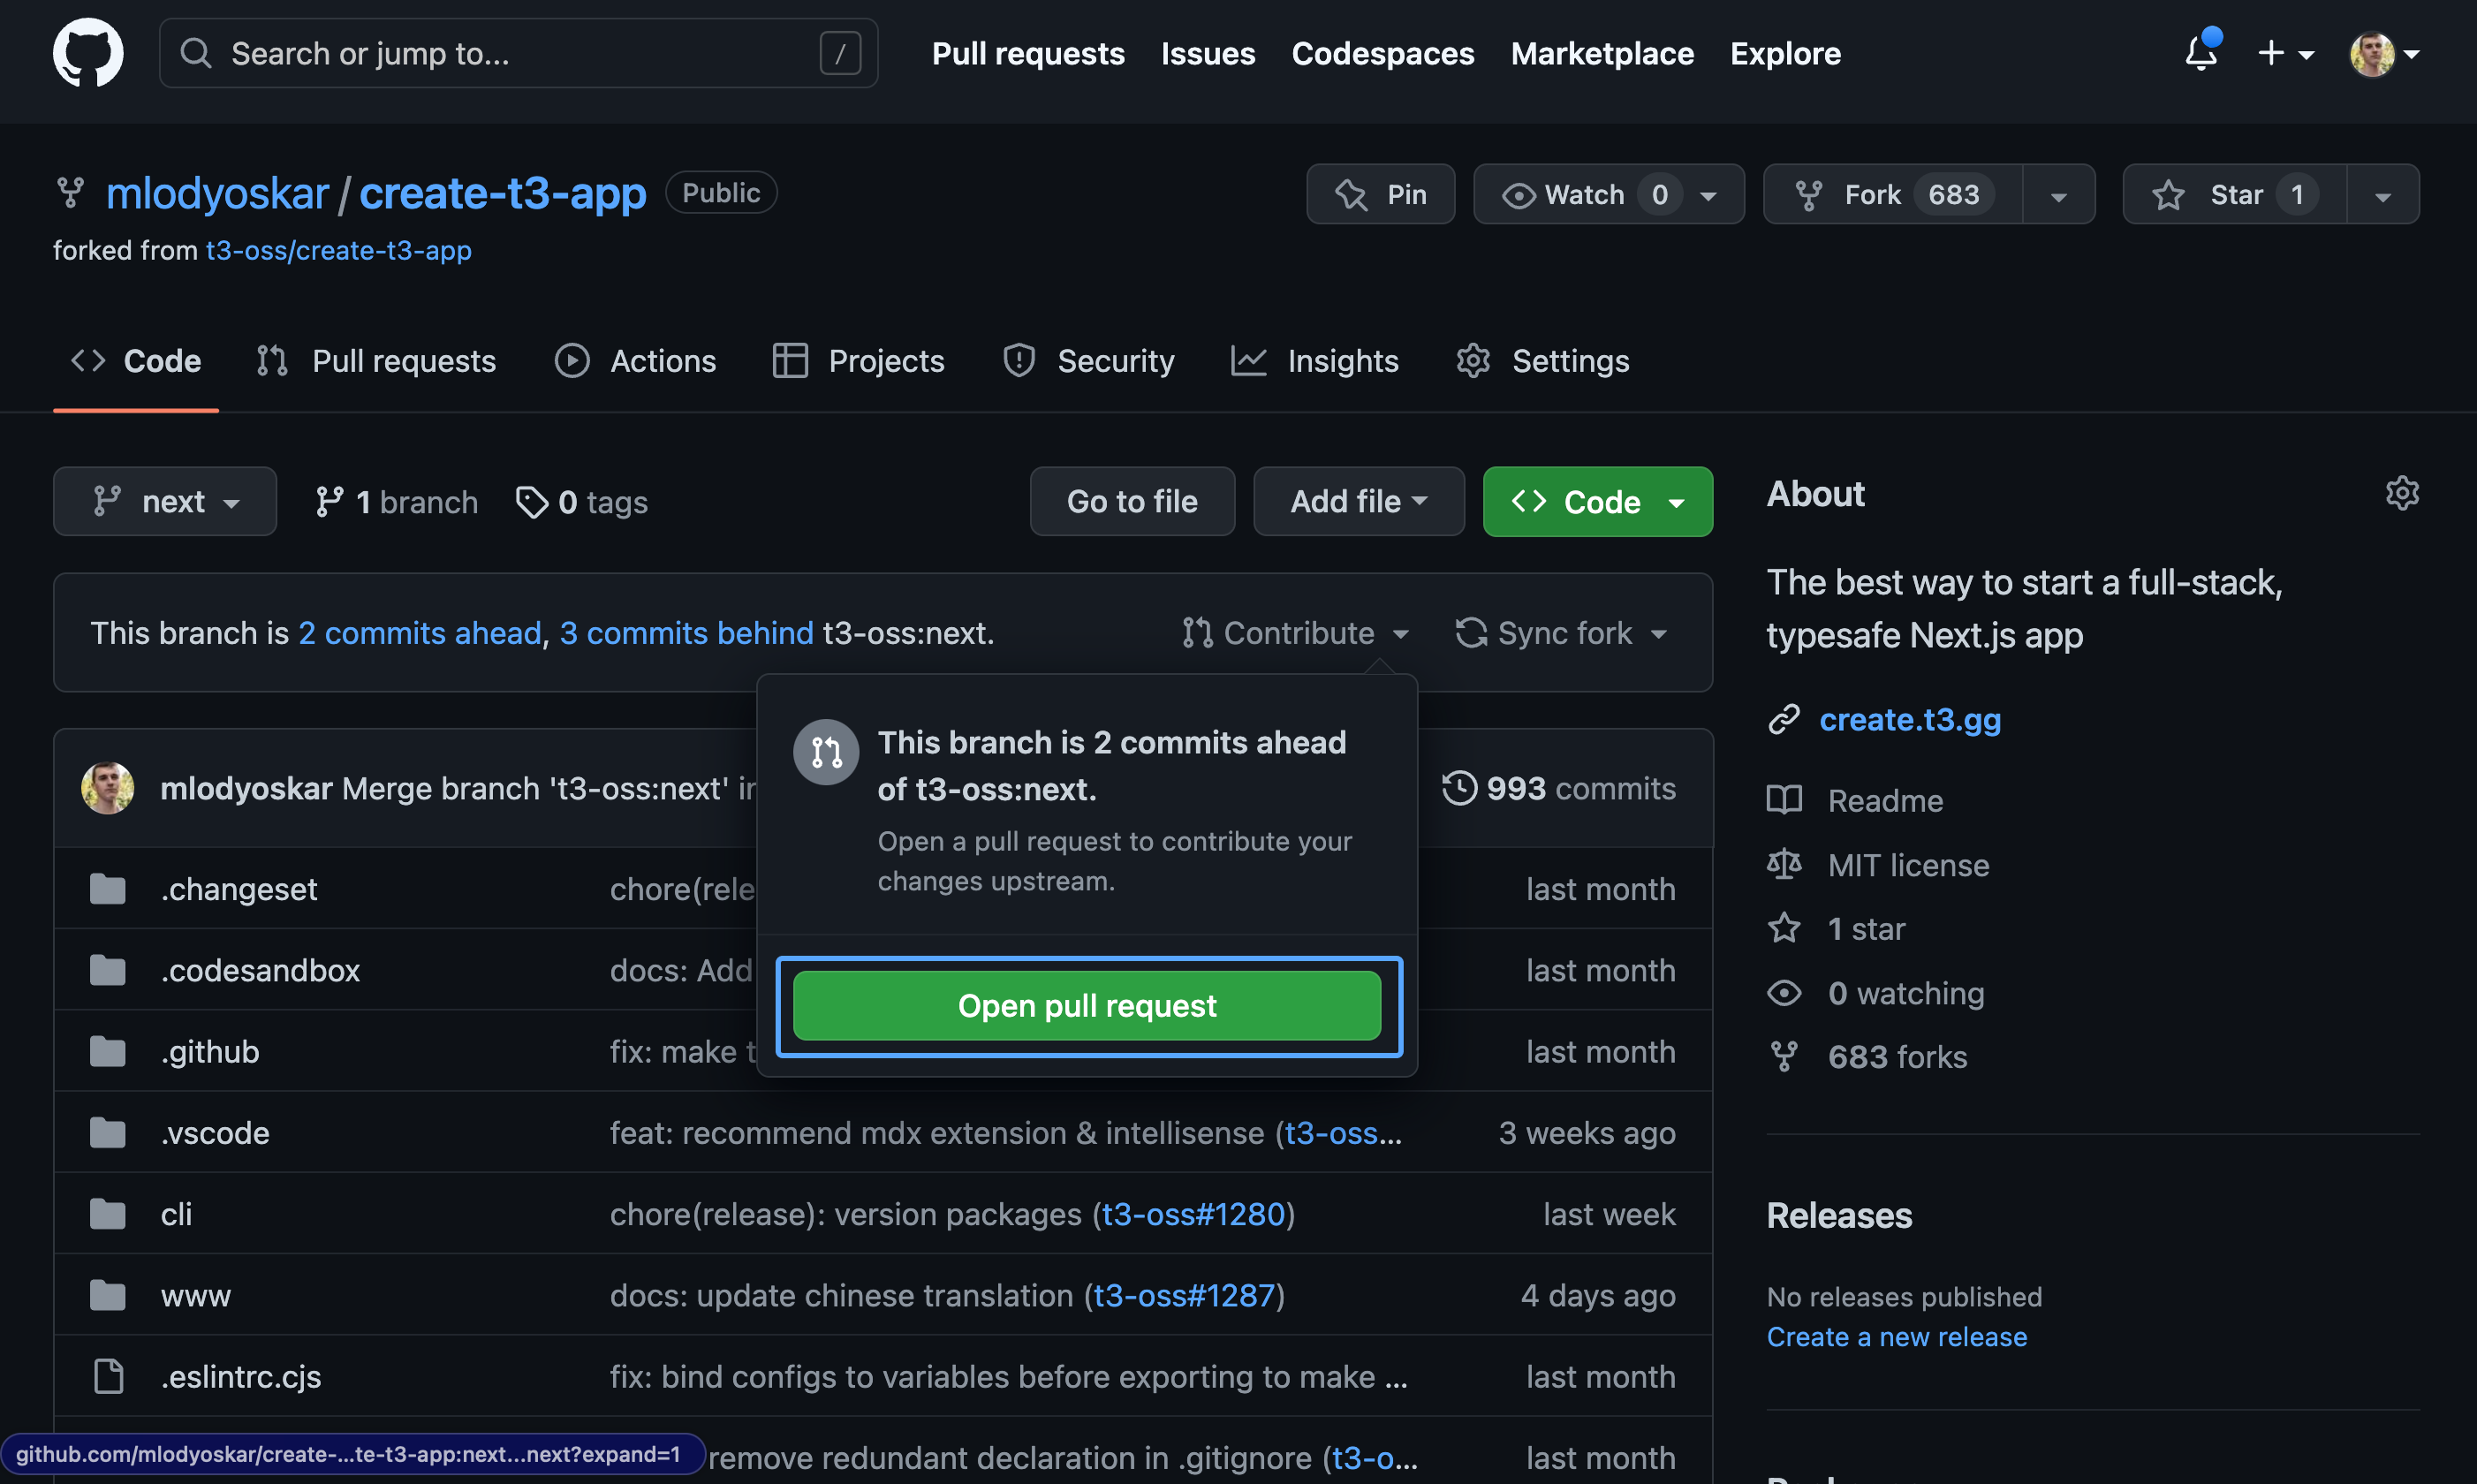 Search or jump to... /
Pull requests Issues Codespaces Marketplace Explore
mlodyoskar / create-t3-app Public
Pin Watch 0 Fork 683 Star 1
forked from t3-oss/create-t3-app
Code Pull requests Actions Projects Security Insights Settings
next 1 branch 0 tags Go to file Add file Code
This branch is 2 commits ahead, 3 commits behind t3-oss:next. Contribute Sync fork
This branch is 2 commits ahead
of t3-oss:next.
Open a pull request to contribute your
changes upstream.
Open pull request
mlodyoskar Merge branch 't3-oss:next' 993 commits
.changeset chore(rele last month
.codesandbox docs: Add last month
.github fix: make t last month
.vscode feat: recommend mdx extension & intellisense (t3-oss... 3 weeks ago
cli chore(release): version packages (t3-oss#1280) last week
www docs: update chinese translation (t3-oss#1287) 4 days ago
.eslintrc.cjs fix: bind configs to variables before exporting to make ... last month
remove redundant declaration in .gitignore (t3-o... last month
github.com/mlodyoskar/create-...te-t3-app:next...next?expand=1
About
The best way to start a full-stack,
typesafe Next.js app
create.t3.gg
Readme
MIT license
1 star
0 watching
683 forks
Releases
No releases published
Create a new release